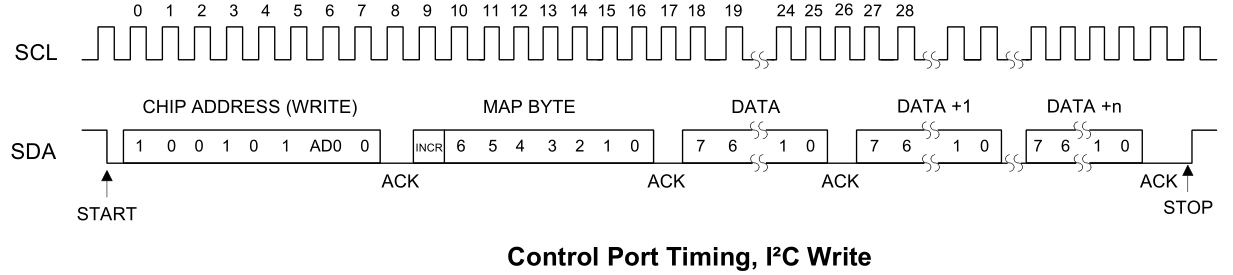 0 1 2 3 4 5 6 7 8 9 10 11 12 13 14 15 16 17 18 19 24 25 26 27 28
SCL
CHIP ADDRESS (WRITE) MAP BYTE DATA DATA +1 DATA +n
SDA
1 0 0 1 0 1 AD0 0 INCR 6 5 4 3 2 1 0 7 6 1 0 7 6 1 0 7 6 1 0
ACK ACK ACK ACK
START STOP
Control Port Timing, I²C Write